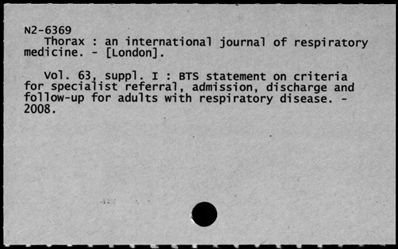 N2-6369
Thorax : an international journal of respiratory
medicine. - [London].
Vol. 63, suppl. I : BTS statement on criteria
for specialist referral, admission, discharge and
follow-up for adults with respiratory disease. -
2008.